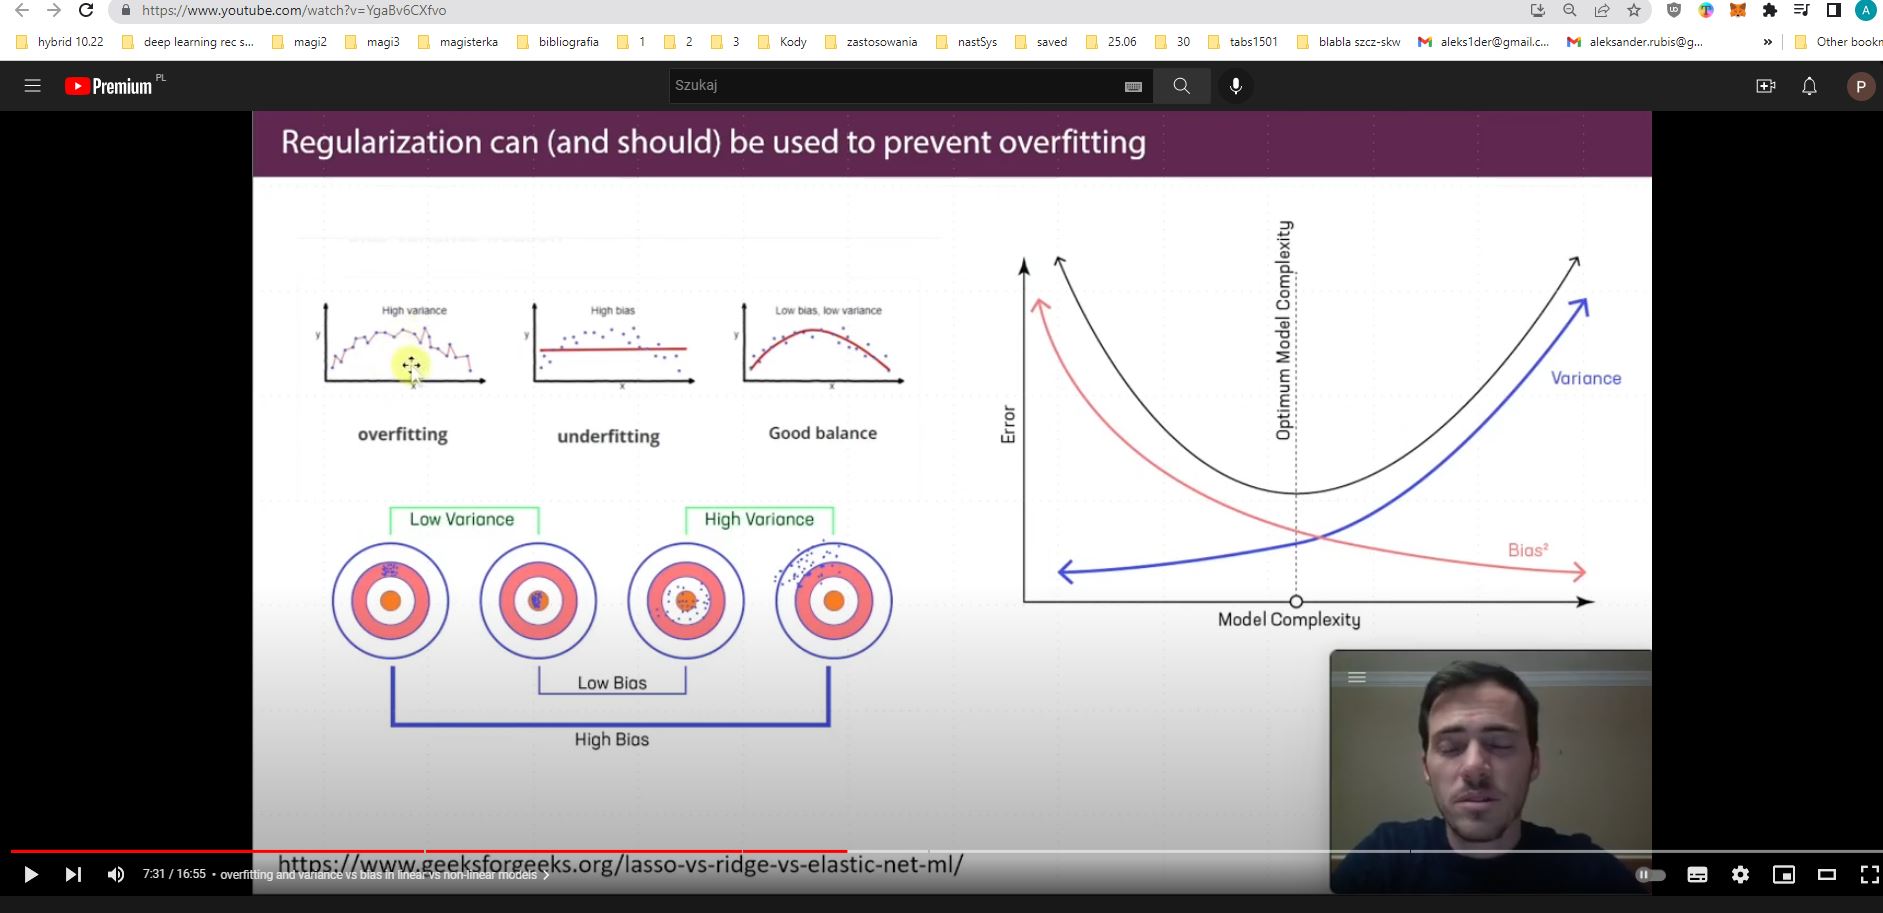 https://www.youtube.com/watch?v=YgaBv6CXfvo
hybrid 10.22 deep learning rec s... magi2 magi3 magisterka bibliografia 1 2 3 Kody zastosowania nastSys saved 25.06 30 tabs1501 blabla szcz-skw aleks1der@gmail.c... aleksander.rubis@g... » Other bookm
A
Premium PL
Szukaj
P
Regularization can (and should) be used to prevent overfitting
High variance
y
x
overfitting
High bias
y
x
underfitting
Low bias, low variance
y
x
Good balance
Low Variance
High Variance
Low Bias
High Bias
Error
Optimum Model Complexity
Variance
Bias²
Model Complexity
https://www.geeksforgeeks.org/lasso-vs-ridge-vs-elastic-net-ml/
7:31 / 16:55 • overfitting and variance vs bias in linear vs non-linear models >